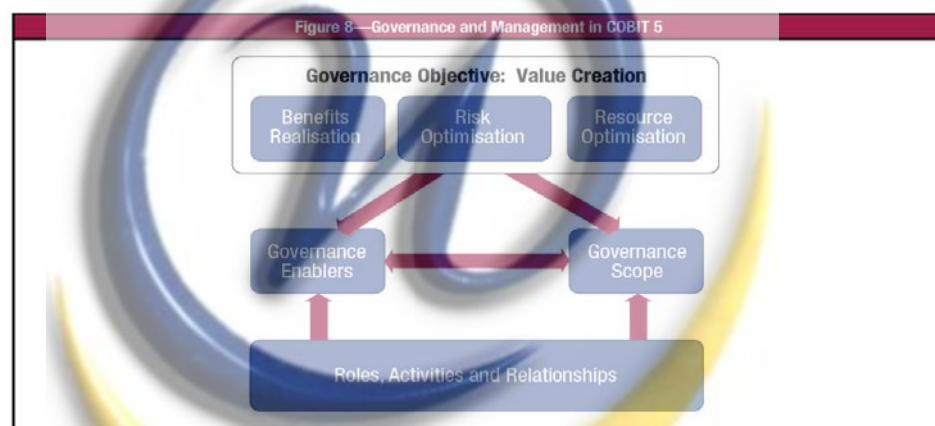 Figure 8—Governance and Management in COBIT 5
Governance Objective: Value Creation
Benefits
Realisation
Risk
Optimisation
Resource
Optimisation
Governance
Enablers
Governance
Scope
Roles, Activities and Relationships